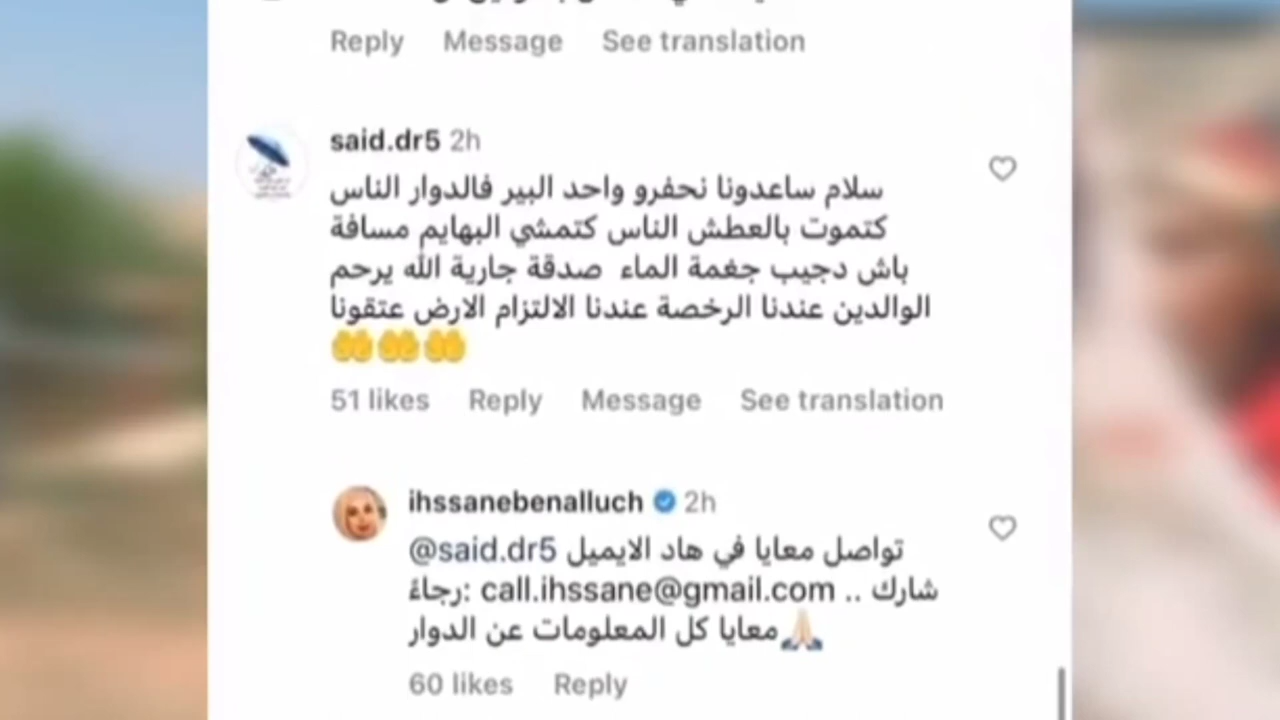 Reply Message See translation
said.dr5 2h
سلام ساعدونا نحفرو واحد البير فالدوار الناس
كتموت بالعطش الناس كتمشي البهايم مسافة
باش دجيب جغمة الماء صدقة جارية الله يرحم
الوالدين عندنا الرخصة عندنا الالتزام الارض عتقونا
🤲🤲🤲
51 likes Reply Message See translation
ihssanebenalluch 2h
@said.dr5 تواصل معايا في هاد الايميل
رجاءً: call.ihssane@gmail.com .. شارك
معايا كل المعلومات عن الدوار🙏🏻
60 likes Reply